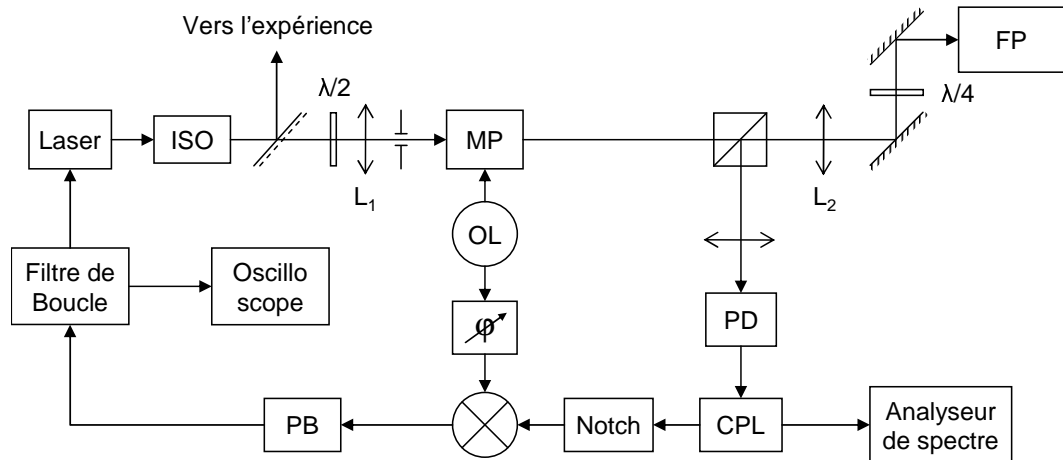 Vers l'expérience
FP
λ/2
λ/4
Laser
ISO
MP
L1
L2
OL
Filtre de
Boucle
Oscillo
scope
φ
PD
PB
Notch
CPL
Analyseur
de spectre